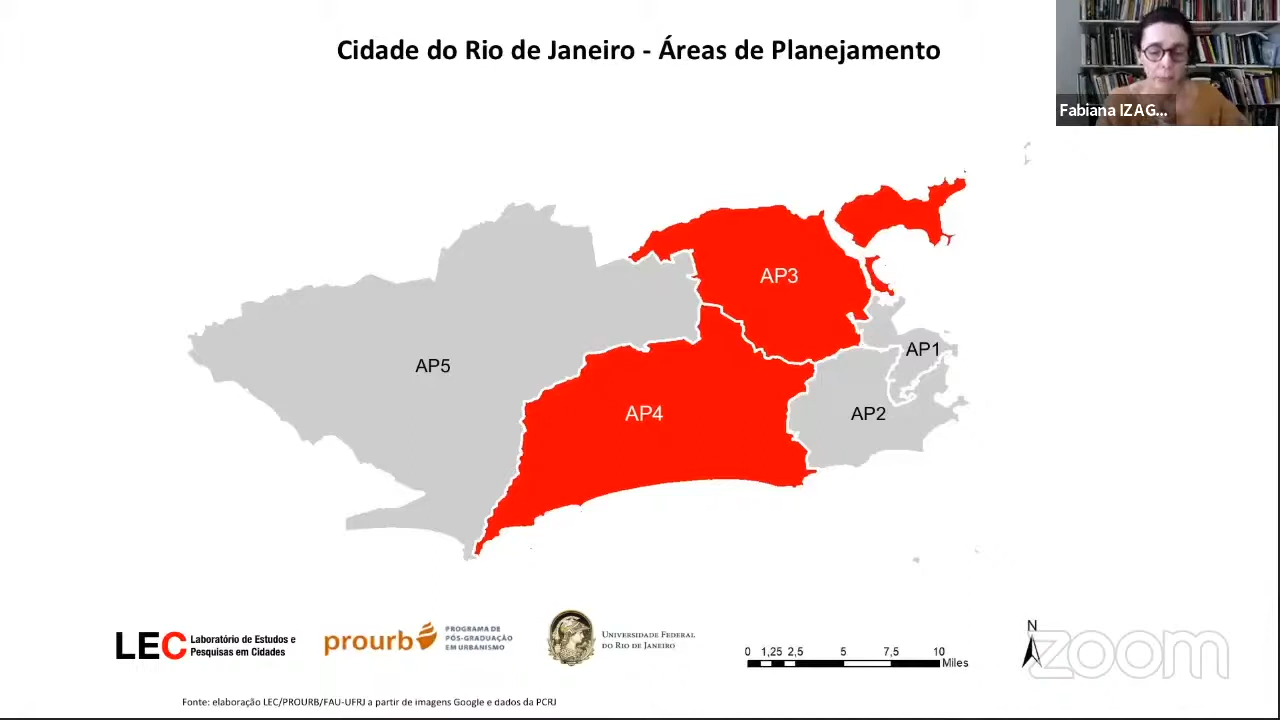 Cidade do Rio de Janeiro - Áreas de Planejamento
Fabiana IZAG...
AP3
AP1
AP5
AP4
AP2
LEC Laboratório de Estudos e
Pesquisas em Cidades
prourb PROGRAMA DE
PÓS-GRADUAÇÃO
EM URBANISMO
UNIVERSIDADE FEDERAL
DO RIO DE JANEIRO
0 1,25 2,5 5 7,5 10
Miles
N
zoom
Fonte: elaboração LEC/PROURB/FAU-UFRJ a partir de imagens Google e dados da PCRJ